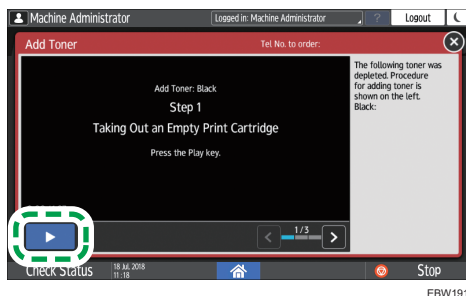 Machine Administrator
Logged in: Machine Administrator
?
Logout
Add Toner
Tel No. to order:
The following toner was
depleted. Procedure
for adding toner is
shown on the left.
Black:
Add Toner: Black
Step 1
Taking Out an Empty Print Cartridge
Press the Play key.
1/3
Check Status
18 Jul. 2018
11:18
Stop
EBW191